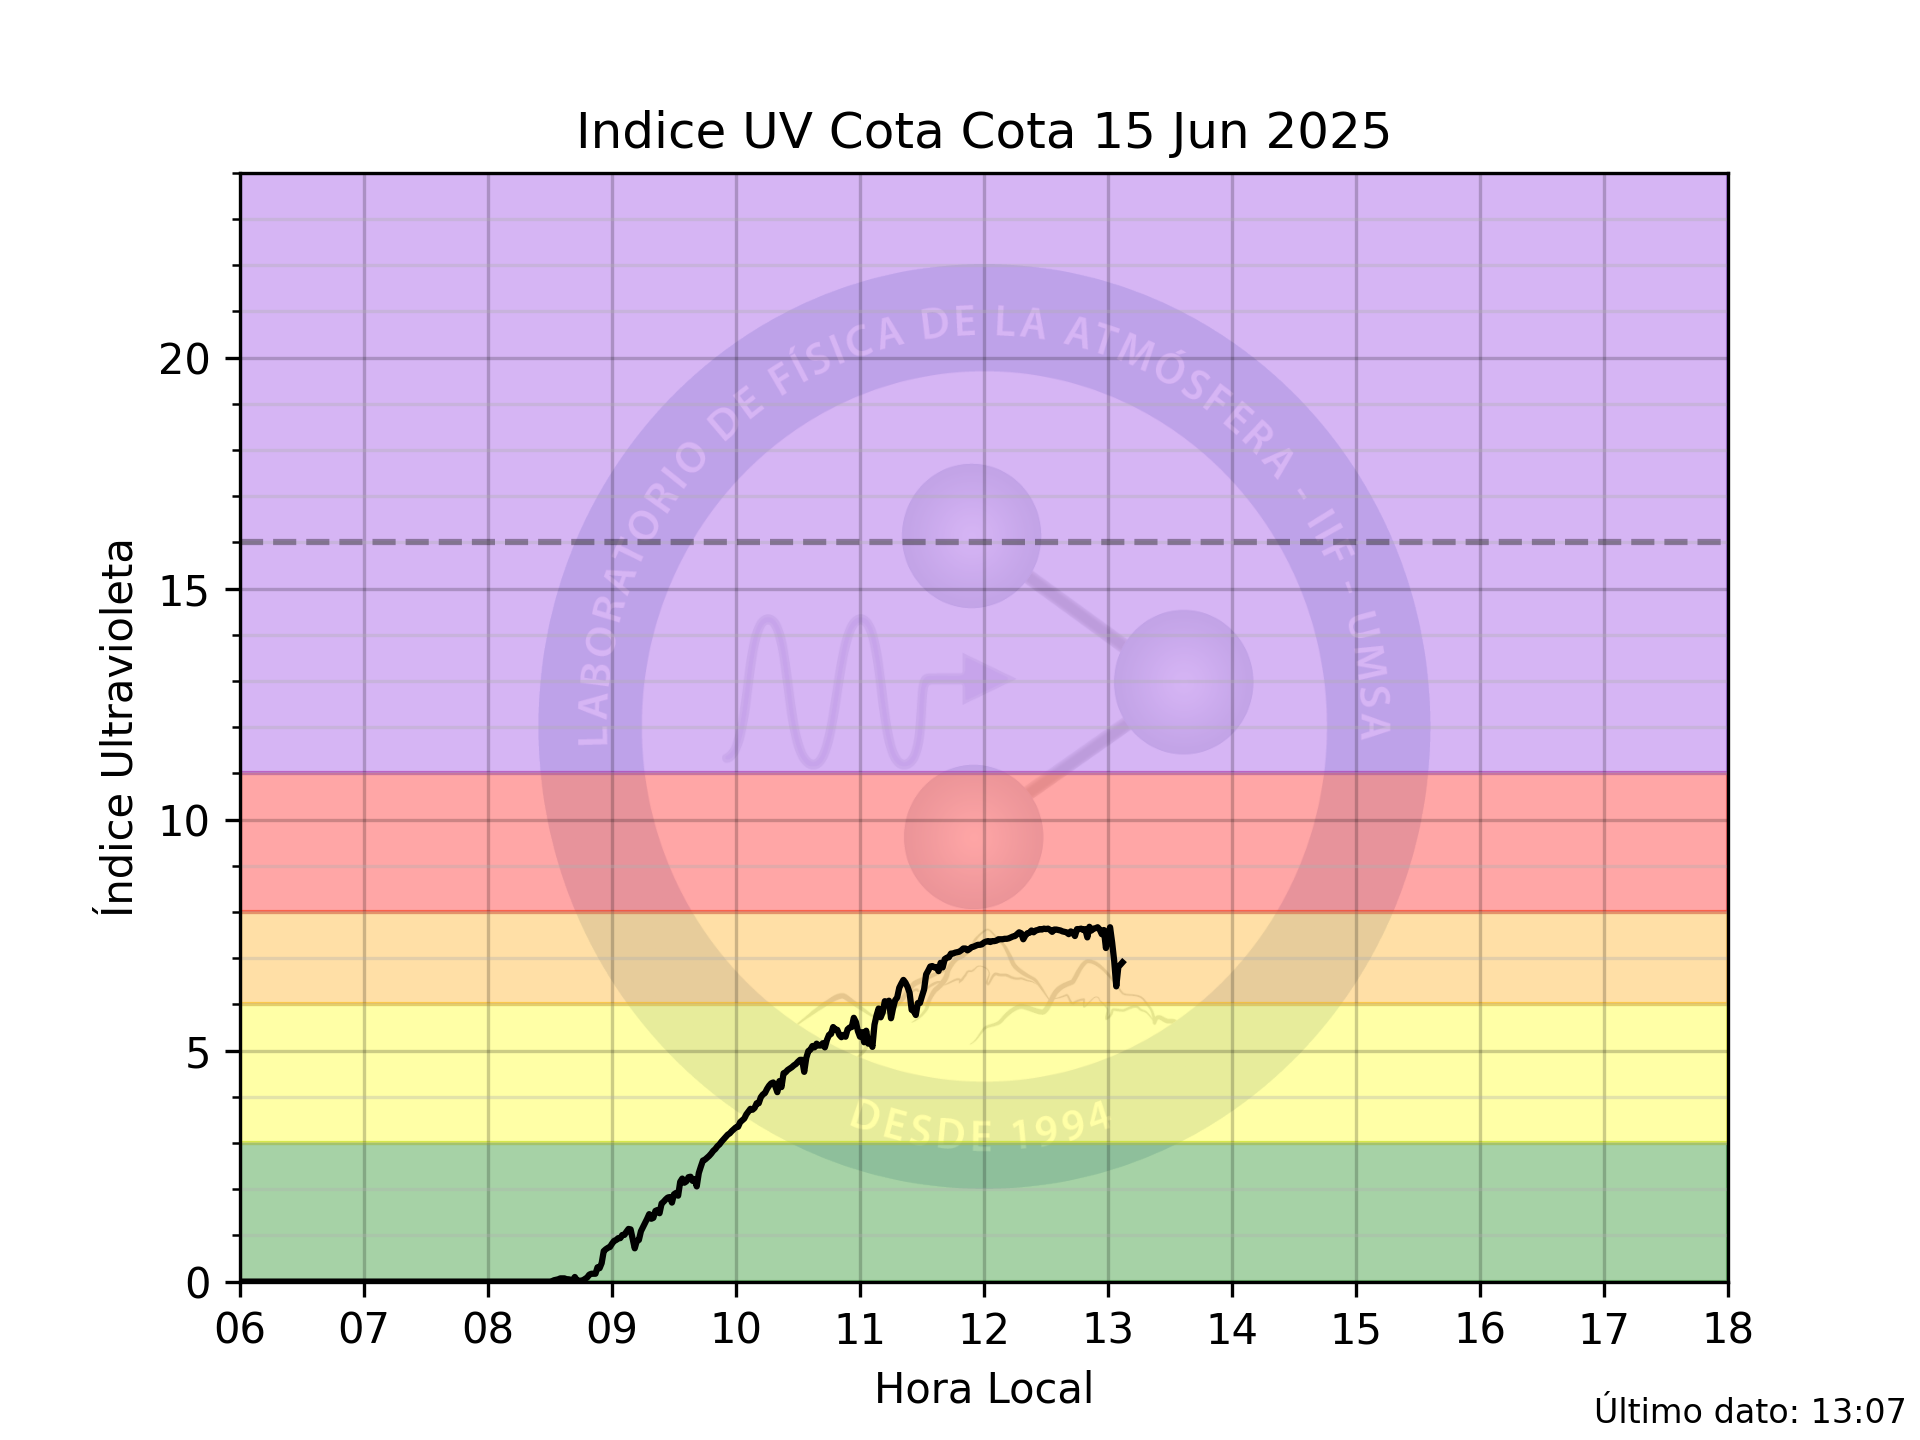 Indice UV Cota Cota 15 Jun 2025
Índice Ultravioleta
20
15
10
5
0
LABORATORIO DE FÍSICA DE LA ATMÓSFERA - IIF - UMSA
DESDE 1994
06 07 08 09 10 11 12 13 14 15 16 17 18
Hora Local
Último dato: 13:07